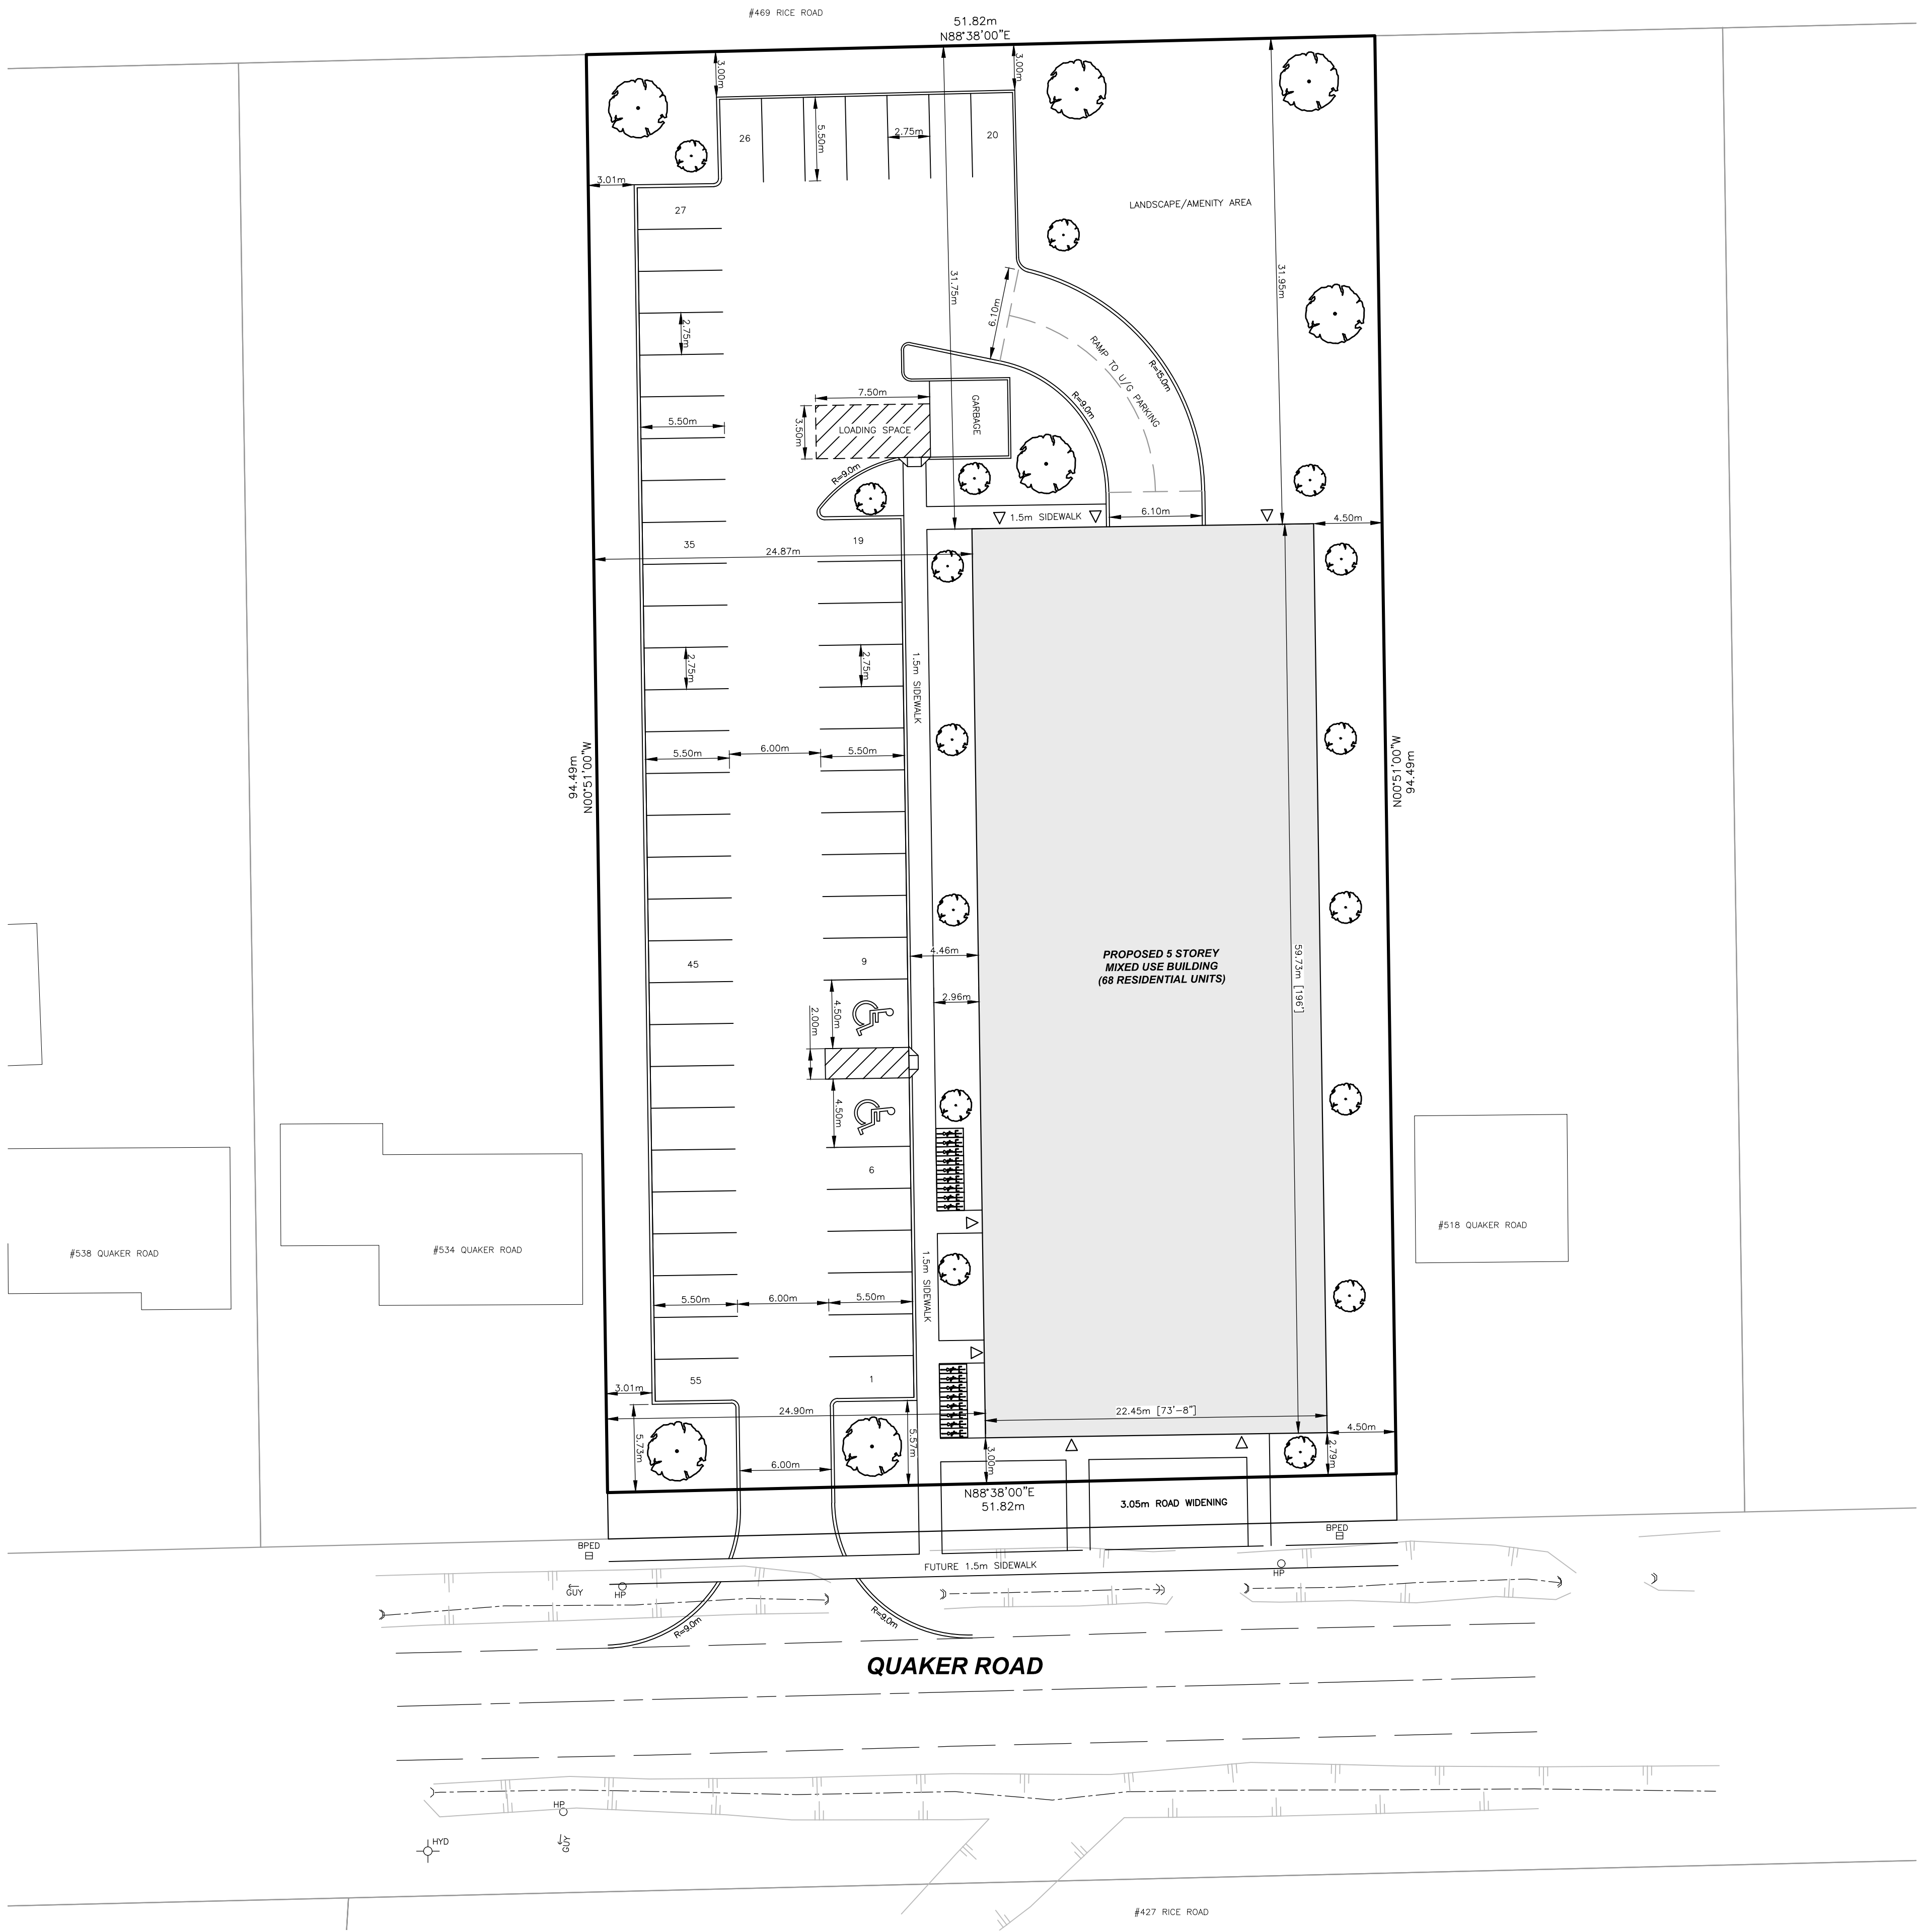 #469 RICE ROAD
51.82m
N88°38'00"E
3.00m
3.00m
26
5.50m
2.75m
20
3.01m
27
LANDSCAPE/AMENITY AREA
31.75m
31.95m
2.75m
6.10m
RAMP TO U/G PARKING
R=15.0m
R=9.0m
7.50m
GARBAGE
3.50m
LOADING SPACE
5.50m
R=9.0m
1.5m SIDEWALK
6.10m
4.50m
35
19
24.87m
2.75m
2.75m
1.5m SIDEWALK
5.50m
6.00m
5.50m
94.49m
N00°51'00"W
N00°51'00"W
94.49m
45
9
4.46m
PROPOSED 5 STOREY
MIXED USE BUILDING
(68 RESIDENTIAL UNITS)
59.73m [196']
2.96m
4.50m
2.00m
4.50m
6
#538 QUAKER ROAD
#534 QUAKER ROAD
#518 QUAKER ROAD
1.5m SIDEWALK
5.50m
6.00m
5.50m
55
1
3.01m
24.90m
22.45m [73'-8"]
4.50m
5.73m
5.57m
3.00m
2.79m
6.00m
N88°38'00"E
51.82m
3.05m ROAD WIDENING
BPED
BPED
FUTURE 1.5m SIDEWALK
GUY
HP
HP
R=9.0m
R=9.0m
QUAKER ROAD
HP
HYD
GUY
#427 RICE ROAD